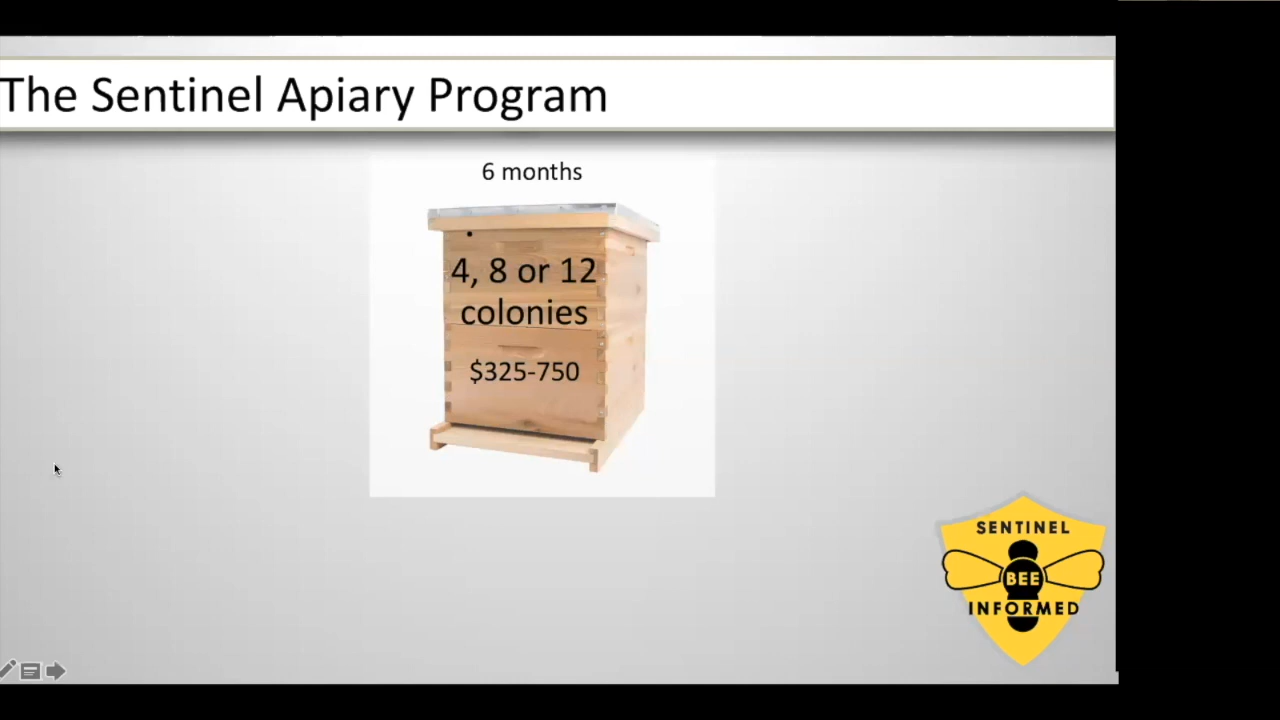 The Sentinel Apiary Program
6 months
4, 8 or 12
colonies
$325-750
SENTINEL
BEE
INFORMED